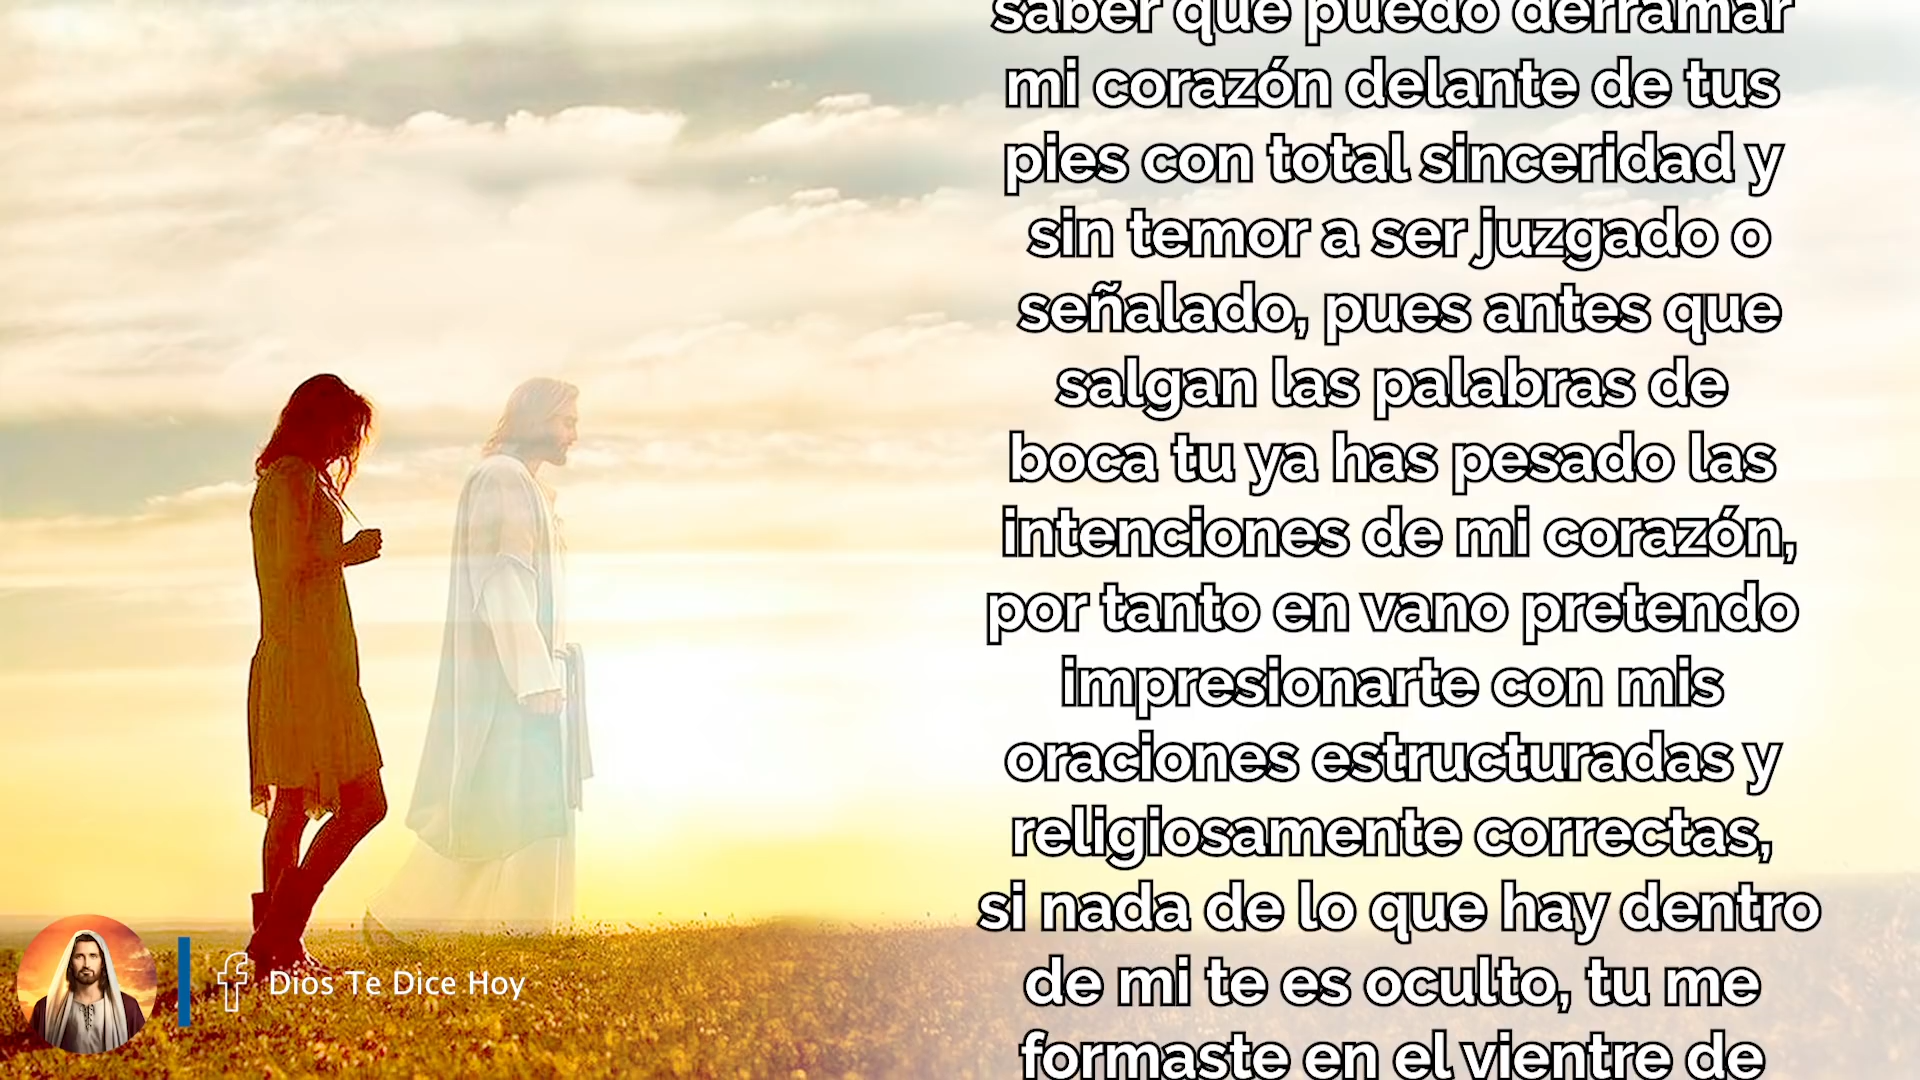 saber que puedo derramar
mi corazón delante de tus
pies con total sinceridad y
sin temor a ser juzgado o
señalado, pues antes que
salgan las palabras de
boca tu ya has pesado las
intenciones de mi corazón,
por tanto en vano pretendo
impresionarte con mis
oraciones estructuradas y
religiosamente correctas,
si nada de lo que hay dentro
de mi te es oculto, tu me
formaste en el vientre de
Dios Te Dice Hoy